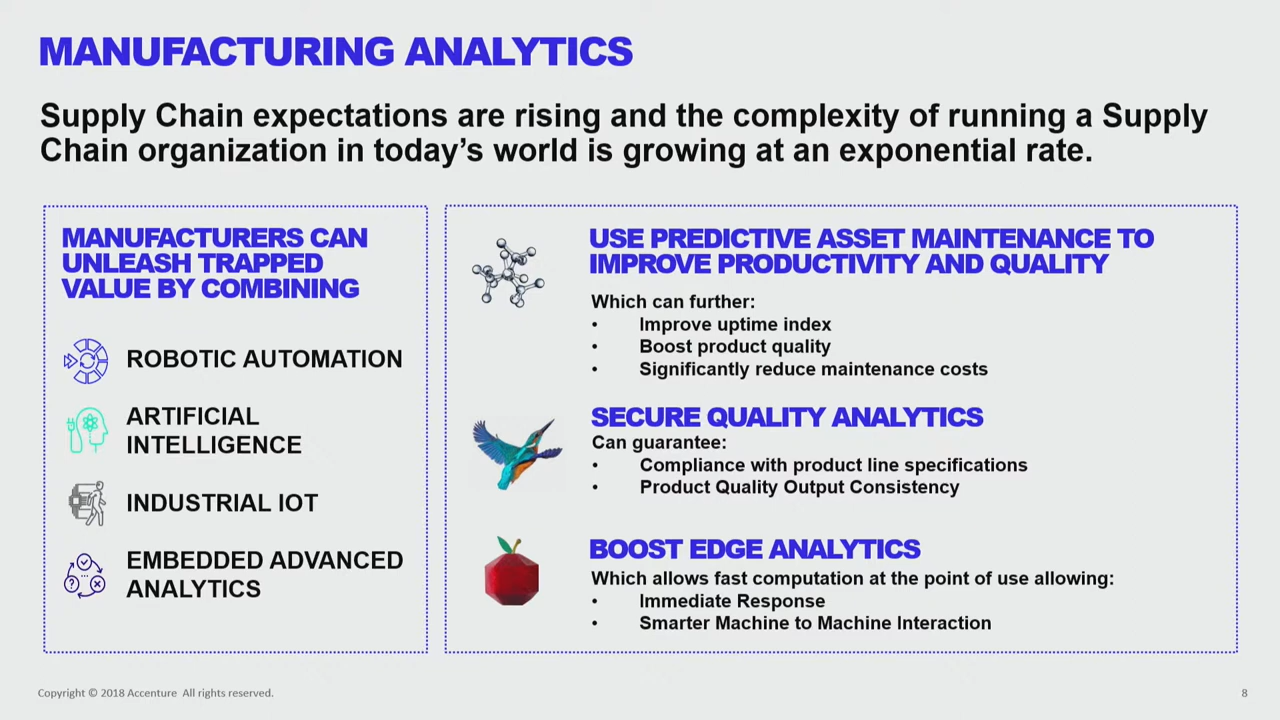 MANUFACTURING ANALYTICS
Supply Chain expectations are rising and the complexity of running a Supply
Chain organization in today's world is growing at an exponential rate.
MANUFACTURERS CAN
UNLEASH TRAPPED
VALUE BY COMBINING
ROBOTIC AUTOMATION
ARTIFICIAL
INTELLIGENCE
INDUSTRIAL IOT
EMBEDDED ADVANCED
ANALYTICS
USE PREDICTIVE ASSET MAINTENANCE TO
IMPROVE PRODUCTIVITY AND QUALITY
Which can further:
• Improve uptime index
• Boost product quality
• Significantly reduce maintenance costs
SECURE QUALITY ANALYTICS
Can guarantee:
• Compliance with product line specifications
• Product Quality Output Consistency
BOOST EDGE ANALYTICS
Which allows fast computation at the point of use allowing:
• Immediate Response
• Smarter Machine to Machine Interaction
Copyright © 2018 Accenture All rights reserved.
8